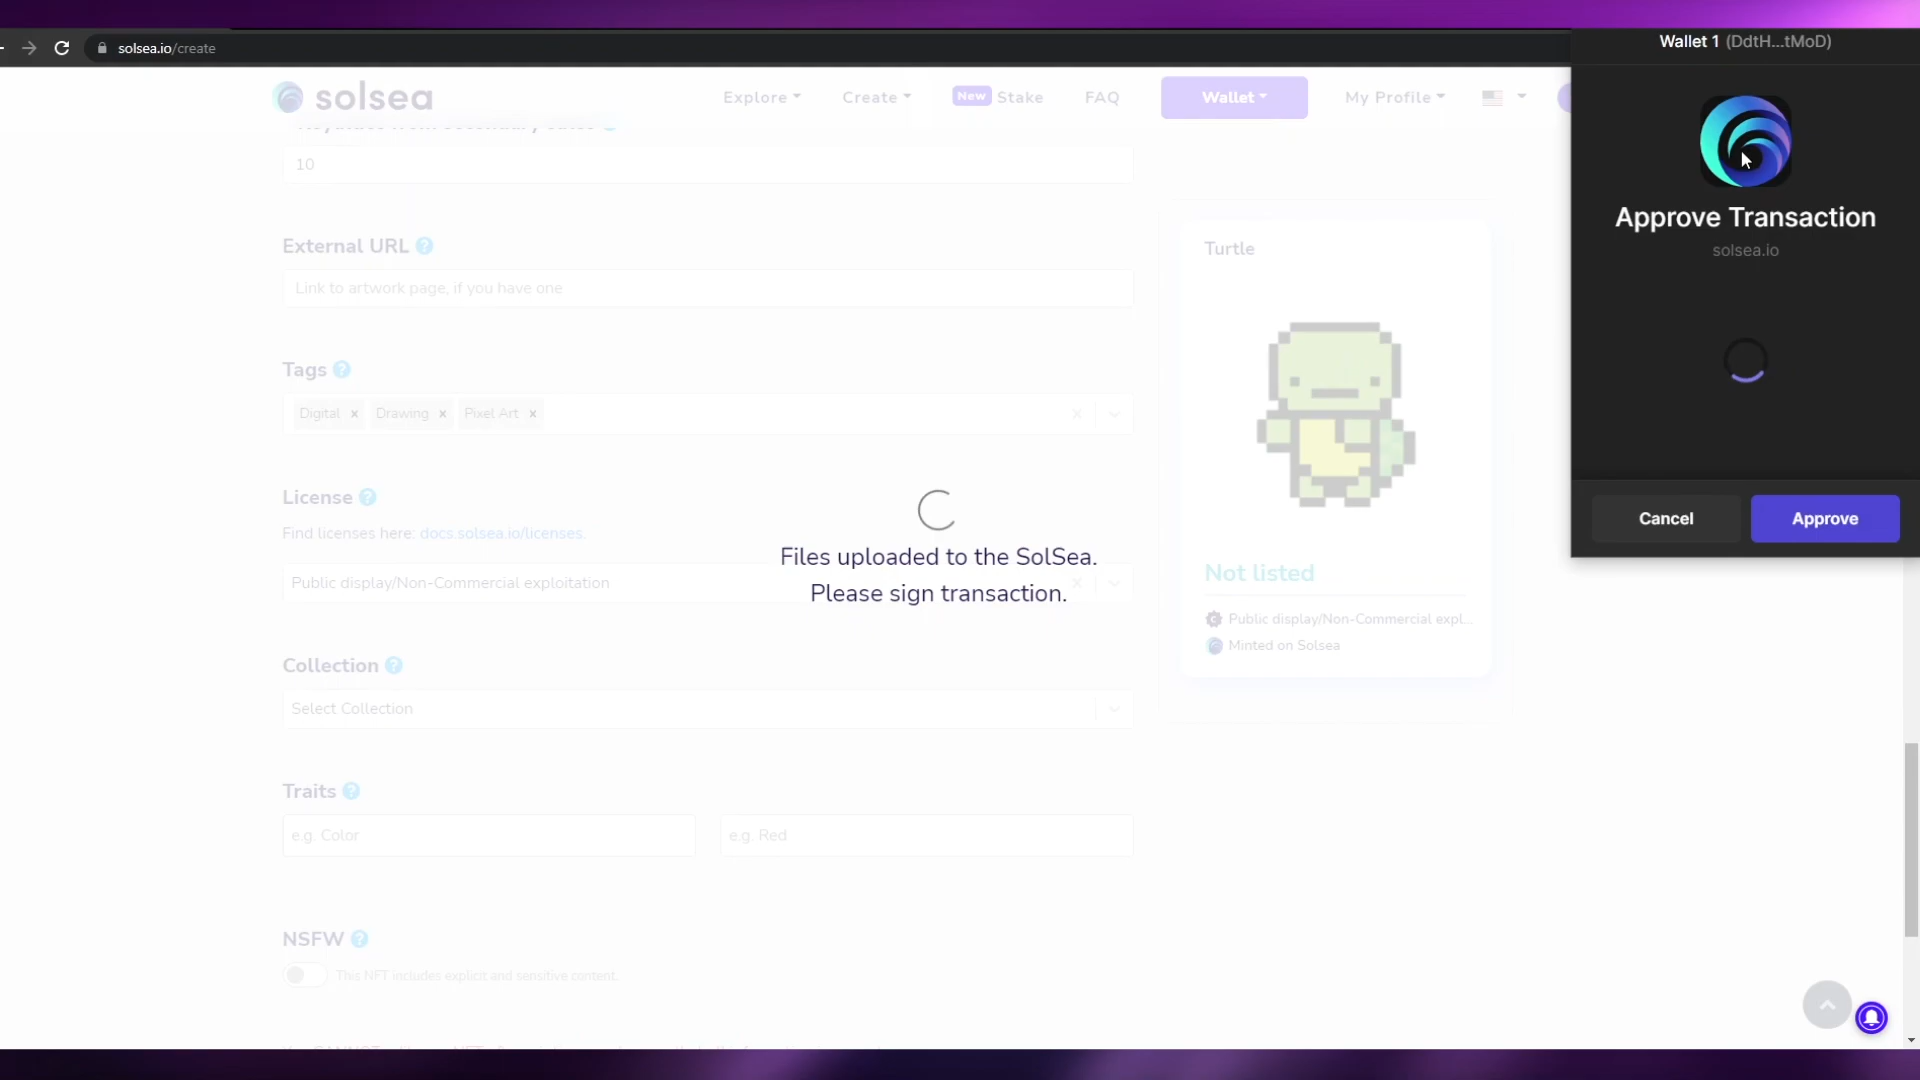 solsea.io/create
Wallet 1 (DdtH...tMoD)
solsea
Explore
Create
New Stake
FAQ
Wallet
My Profile
Approve Transaction
solsea.io
Cancel
Approve
10
External URL
Link to artwork page, if you have one
Tags
Digital × Drawing × Pixel Art ×
License
Find licenses here: docs.solsea.io/licenses.
Public display/Non-Commercial exploitation
Files uploaded to the SolSea.
Please sign transaction.
Collection
Select Collection
Traits
e.g. Color
e.g. Red
NSFW
This NFT includes explicit and sensitive content.
Turtle
Not listed
Public display/Non-Commercial expl...
Minted on Solsea